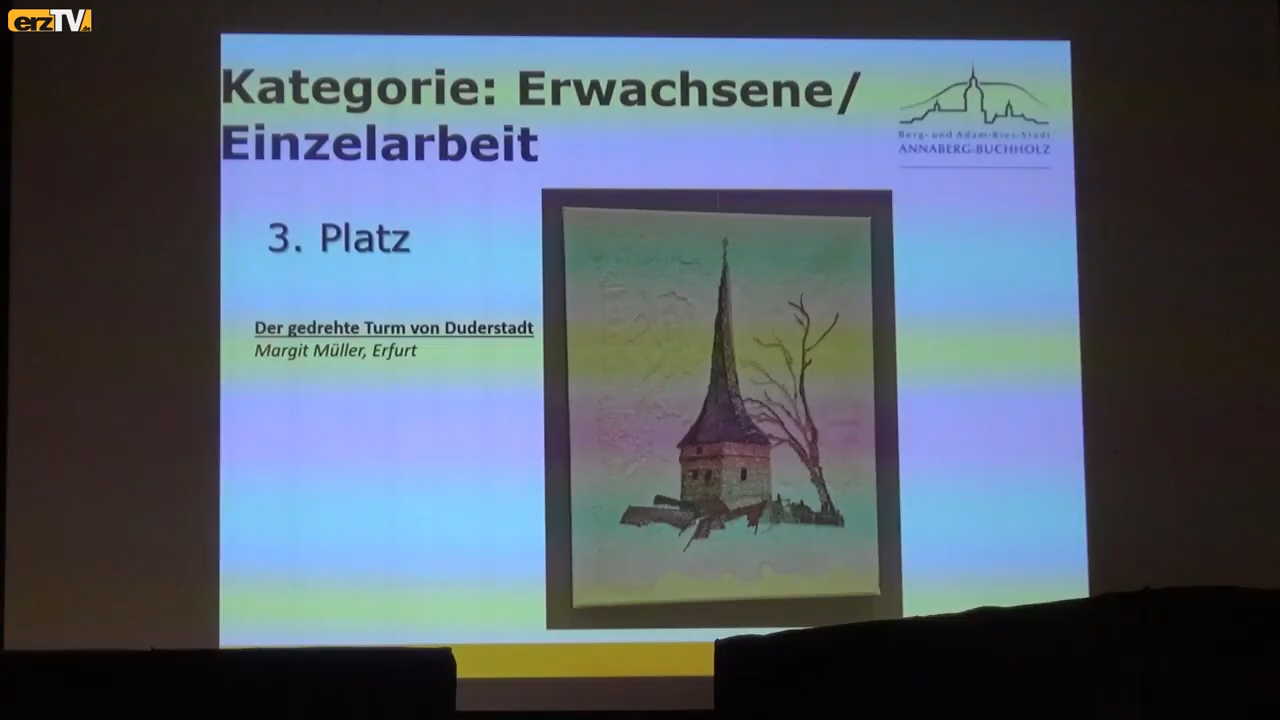 erzTV.de
Kategorie: Erwachsene/
Einzelarbeit
Berg- und Adam-Ries-Stadt
ANNABERG-BUCHHOLZ
3. Platz
Der gedrehte Turm von Duderstadt
Margit Müller, Erfurt